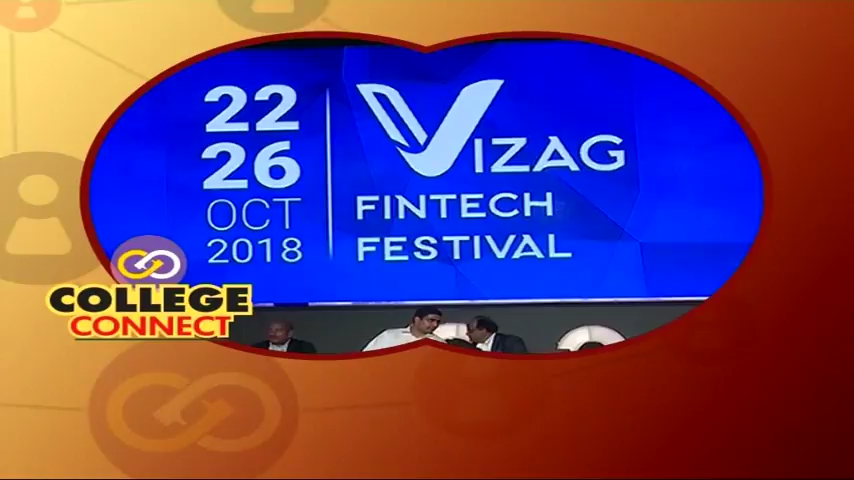 22
26
OCT
2018
VIZAG
FINTECH
FESTIVAL
COLLEGE
CONNECT